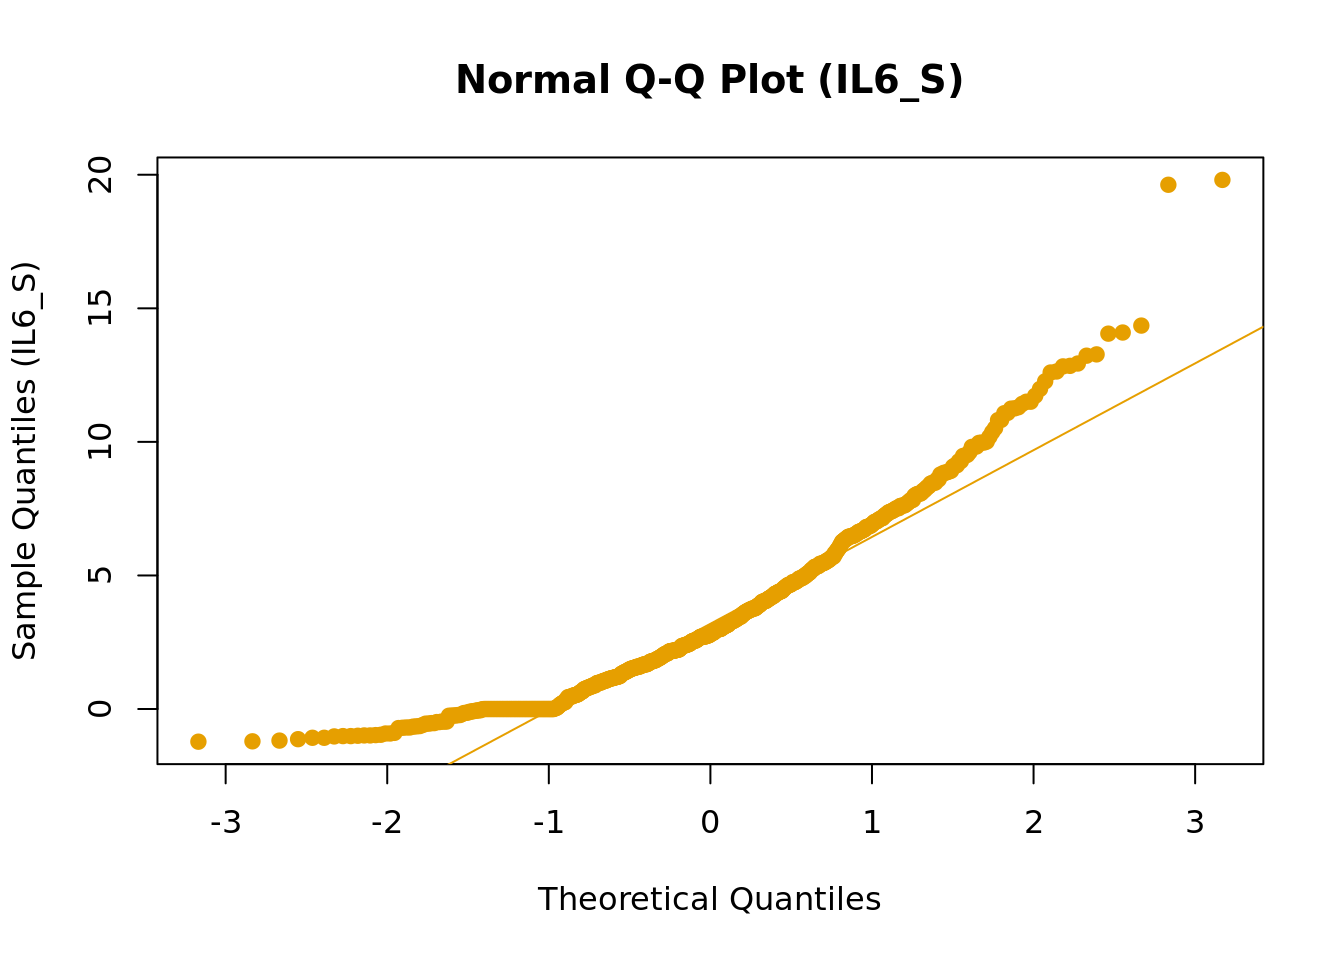 Normal Q-Q Plot (IL6_S)
Sample Quantiles (IL6_S)
20
15
10
5
0
-3 -2 -1 0 1 2 3
Theoretical Quantiles